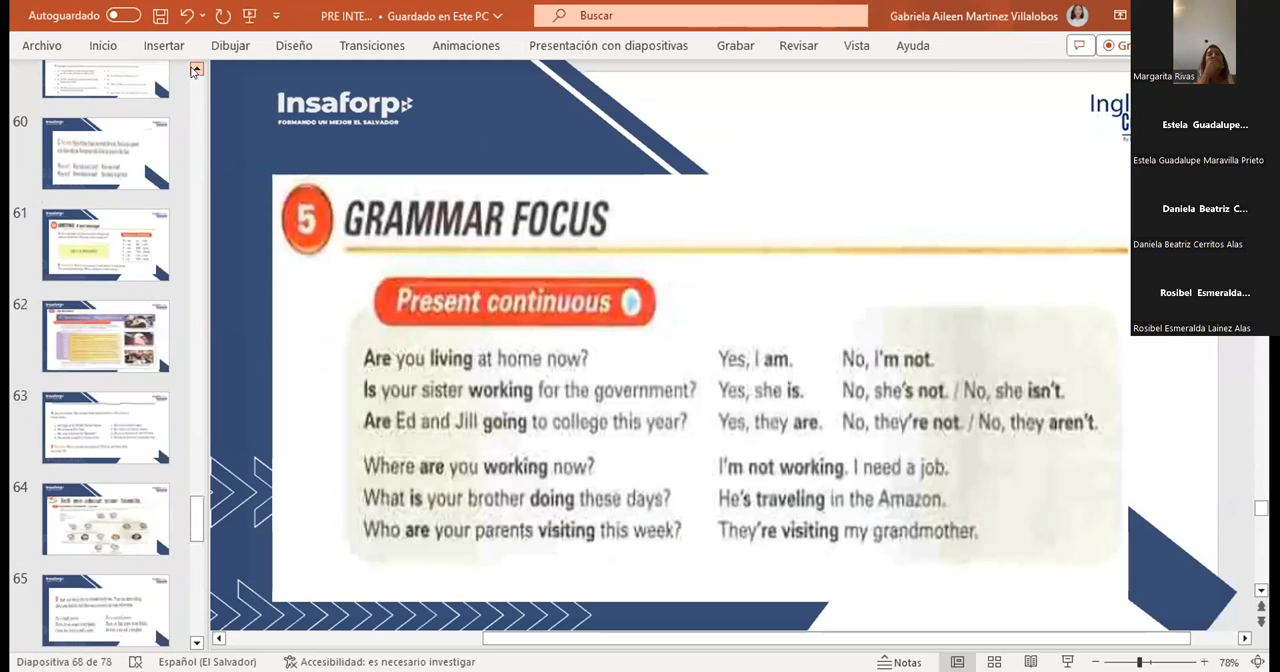 Autoguardado
PRE INTE... • Guardado en Este PC
Buscar
Gabriela Aileen Martinez Villalobos
Archivo Inicio Insertar Dibujar Diseño Transiciones Animaciones Presentación con diapositivas Grabar Revisar Vista Ayuda
Gr
Margarita Rivas
Estela Guadalupe...
Estela Guadalupe Maravilla Prieto
Daniela Beatriz C...
Daniela Beatriz Cerritos Alas
Rosibel Esmeralda...
Rosibel Esmeralda Lainez Alas
60
61
62
63
64
65
Insaforp
FORMANDO UN MEJOR EL SALVADOR
Ingl
5 GRAMMAR FOCUS
Present continuous
Are you living at home now? Yes, I am. No, I'm not.
Is your sister working for the government? Yes, she is. No, she's not. / No, she isn't.
Are Ed and Jill going to college this year? Yes, they are. No, they're not. / No, they aren't.
Where are you working now? I'm not working. I need a job.
What is your brother doing these days? He's traveling in the Amazon.
Who are your parents visiting this week? They're visiting my grandmother.
Diapositiva 68 de 78 Español (El Salvador) Accesibilidad: es necesario investigar Notas 78%